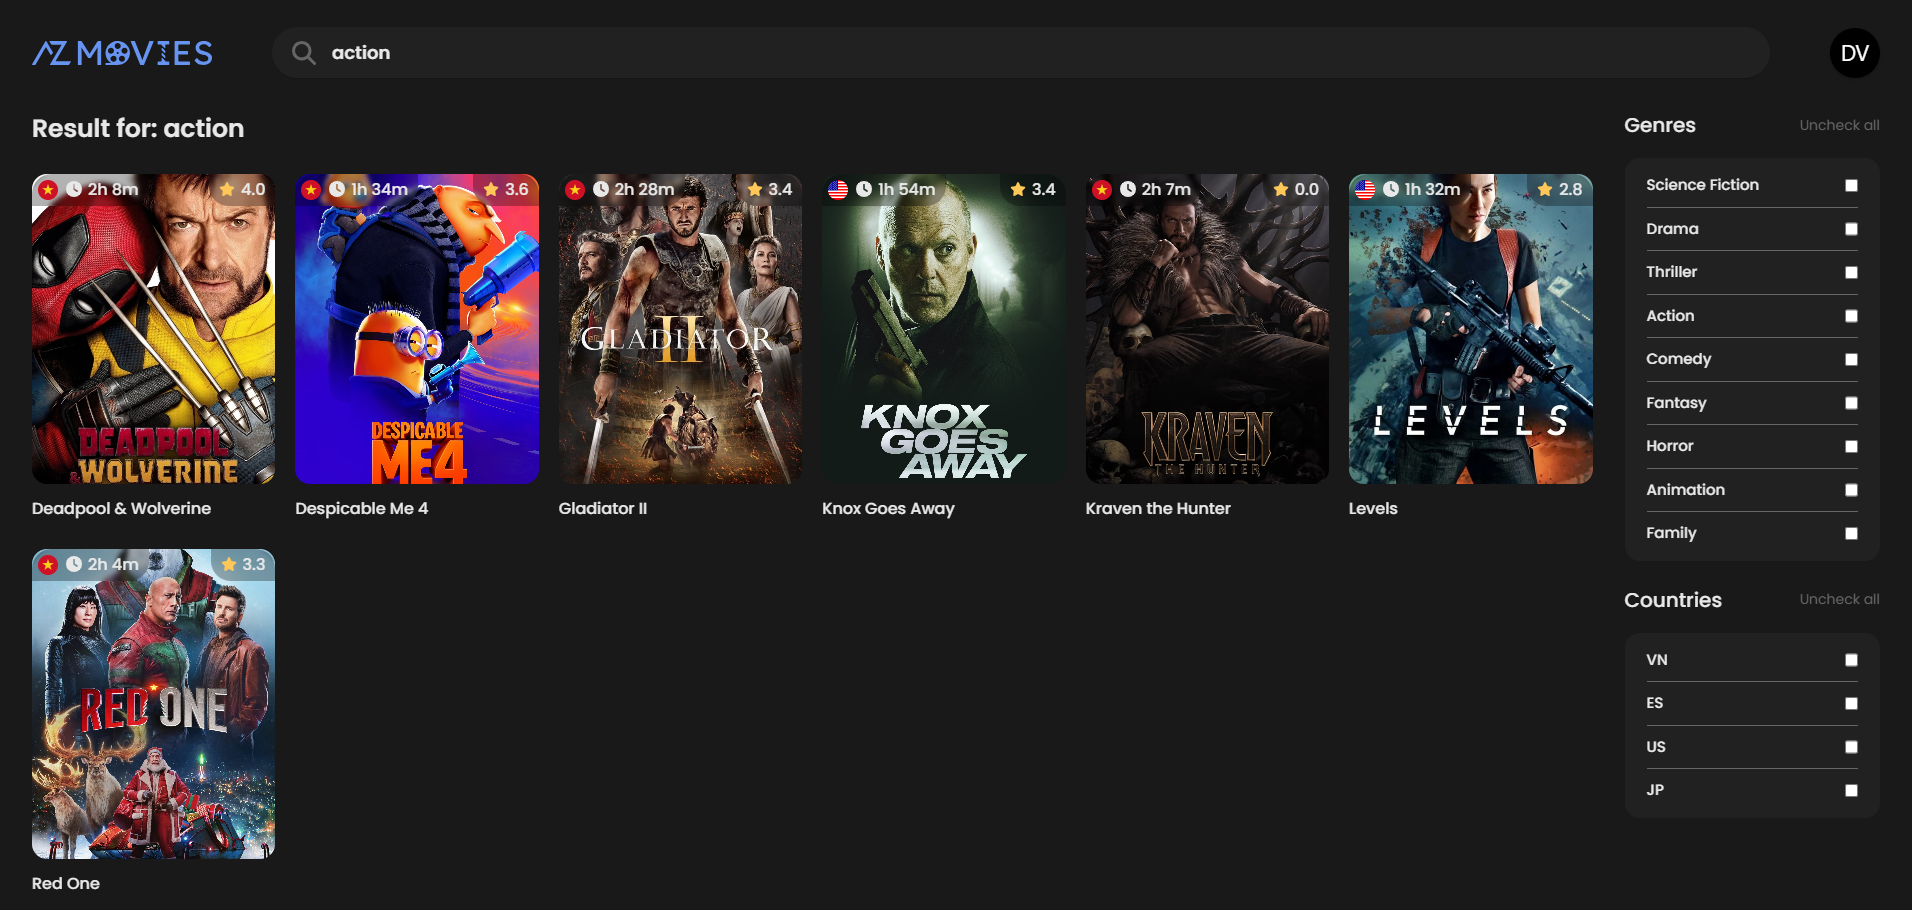 AZ MOVIES
action
DV
Result for: action
2h 8m 4.0
DEADPOOL
& WOLVERINE
Deadpool & Wolverine
1h 34m 3.6
DESPICABLE
ME4
Despicable Me 4
2h 28m 3.4
GLADIATOR
II
Gladiator II
1h 54m 3.4
KNOX
GOES
AWAY
Knox Goes Away
2h 7m 0.0
KRAVEN
THE HUNTER
Kraven the Hunter
1h 32m 2.8
LEVELS
Levels
2h 4m 3.3
RED ONE
Red One
Genres Uncheck all
Science Fiction
Drama
Thriller
Action
Comedy
Fantasy
Horror
Animation
Family
Countries Uncheck all
VN
ES
US
JP